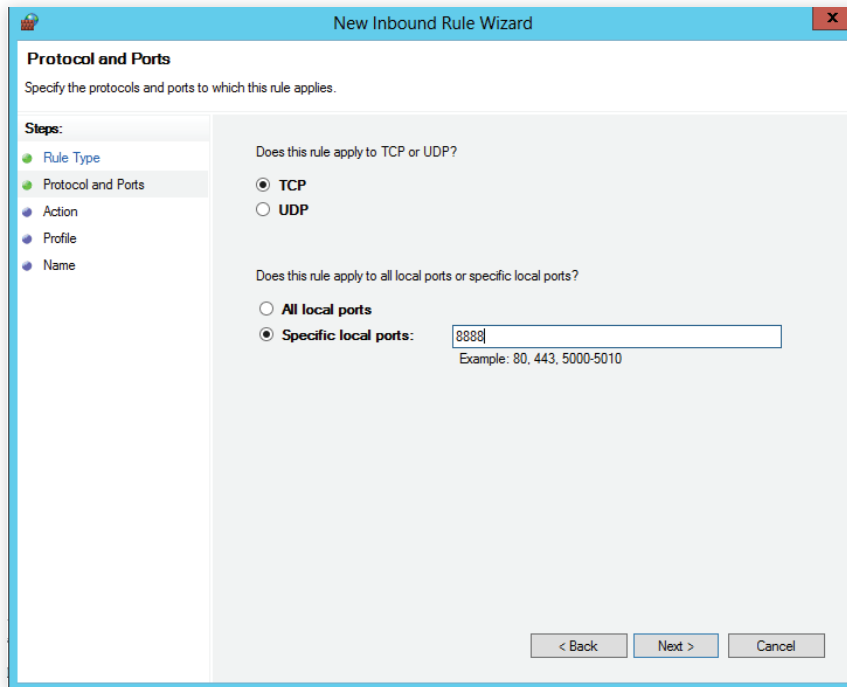 New Inbound Rule Wizard
x
Protocol and Ports
Specify the protocols and ports to which this rule applies.
Steps:
Rule Type
Protocol and Ports
Action
Profile
Name
Does this rule apply to TCP or UDP?
TCP
UDP
Does this rule apply to all local ports or specific local ports?
All local ports
Specific local ports: 8888
Example: 80, 443, 5000-5010
< Back Next > Cancel